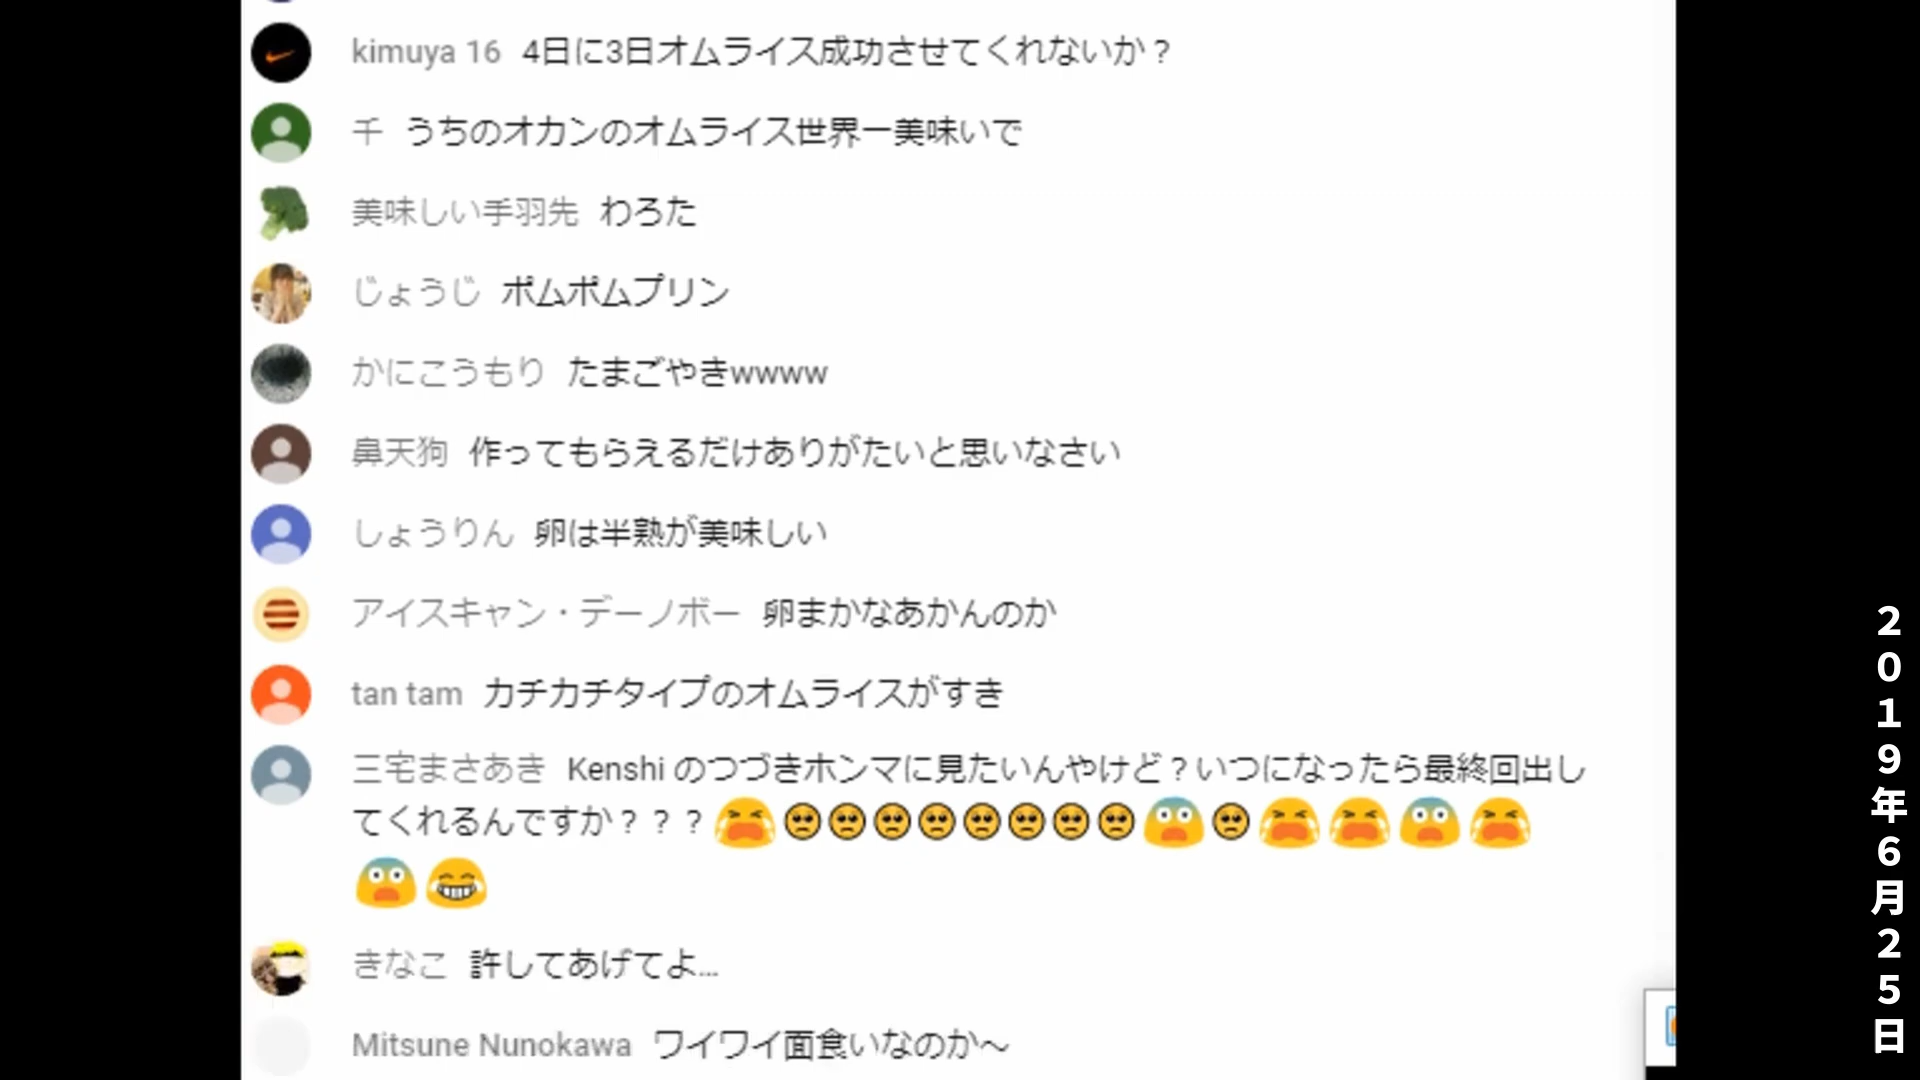 kimuya 16 4日に3日オムライス成功させてくれないか？
千 うちのオカンのオムライス世界一美味いで
美味しい手羽先 わろた
じょうじ ポムポムプリン
かにこうもり たまごやきwwww
鼻天狗 作ってもらえるだけありがたいと思いなさい
しょうりん 卵は半熟が美味しい
アイスキャン・デーノボー 卵まかなあかんのか
tan tam カチカチタイプのオムライスがすき
三宅まさあき Kenshi のつづきホンマに見たいんやけど？いつになったら最終回出し
てくれるんですか？？？😭🥺🥺🥺🥺🥺🥺🥺🥺😨🥺😭😭😨😭
😨😂
きなこ 許してあげてよ...
Mitsune Nunokawa ワイワイ面食いなのか〜
2019年6月25日